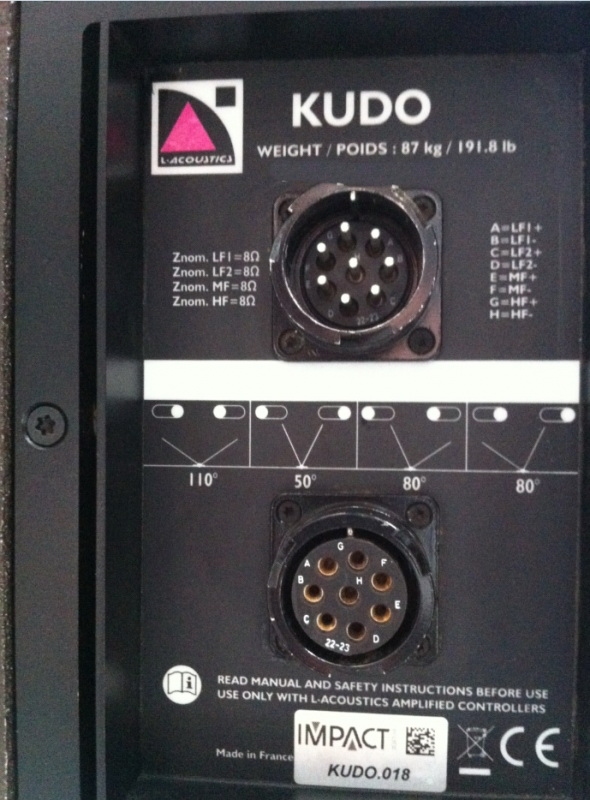 L-ACOUSTICS
KUDO
WEIGHT / POIDS : 87 kg / 191.8 lb
Znom. LF1=8Ω
Znom. LF2=8Ω
Znom. MF=8Ω
Znom. HF=8Ω
A=LF1+
B=LF1-
C=LF2+
D=LF2-
E=MF+
F=MF-
G=HF+
H=HF-
D
C
22-23
110° 50° 80° 80°
G
A F
B H
E
C
D
22-23
READ MANUAL AND SAFETY INSTRUCTIONS BEFORE USE
USE ONLY WITH L-ACOUSTICS AMPLIFIED CONTROLLERS
Made in France
IMPACT
KUDO.018
CE